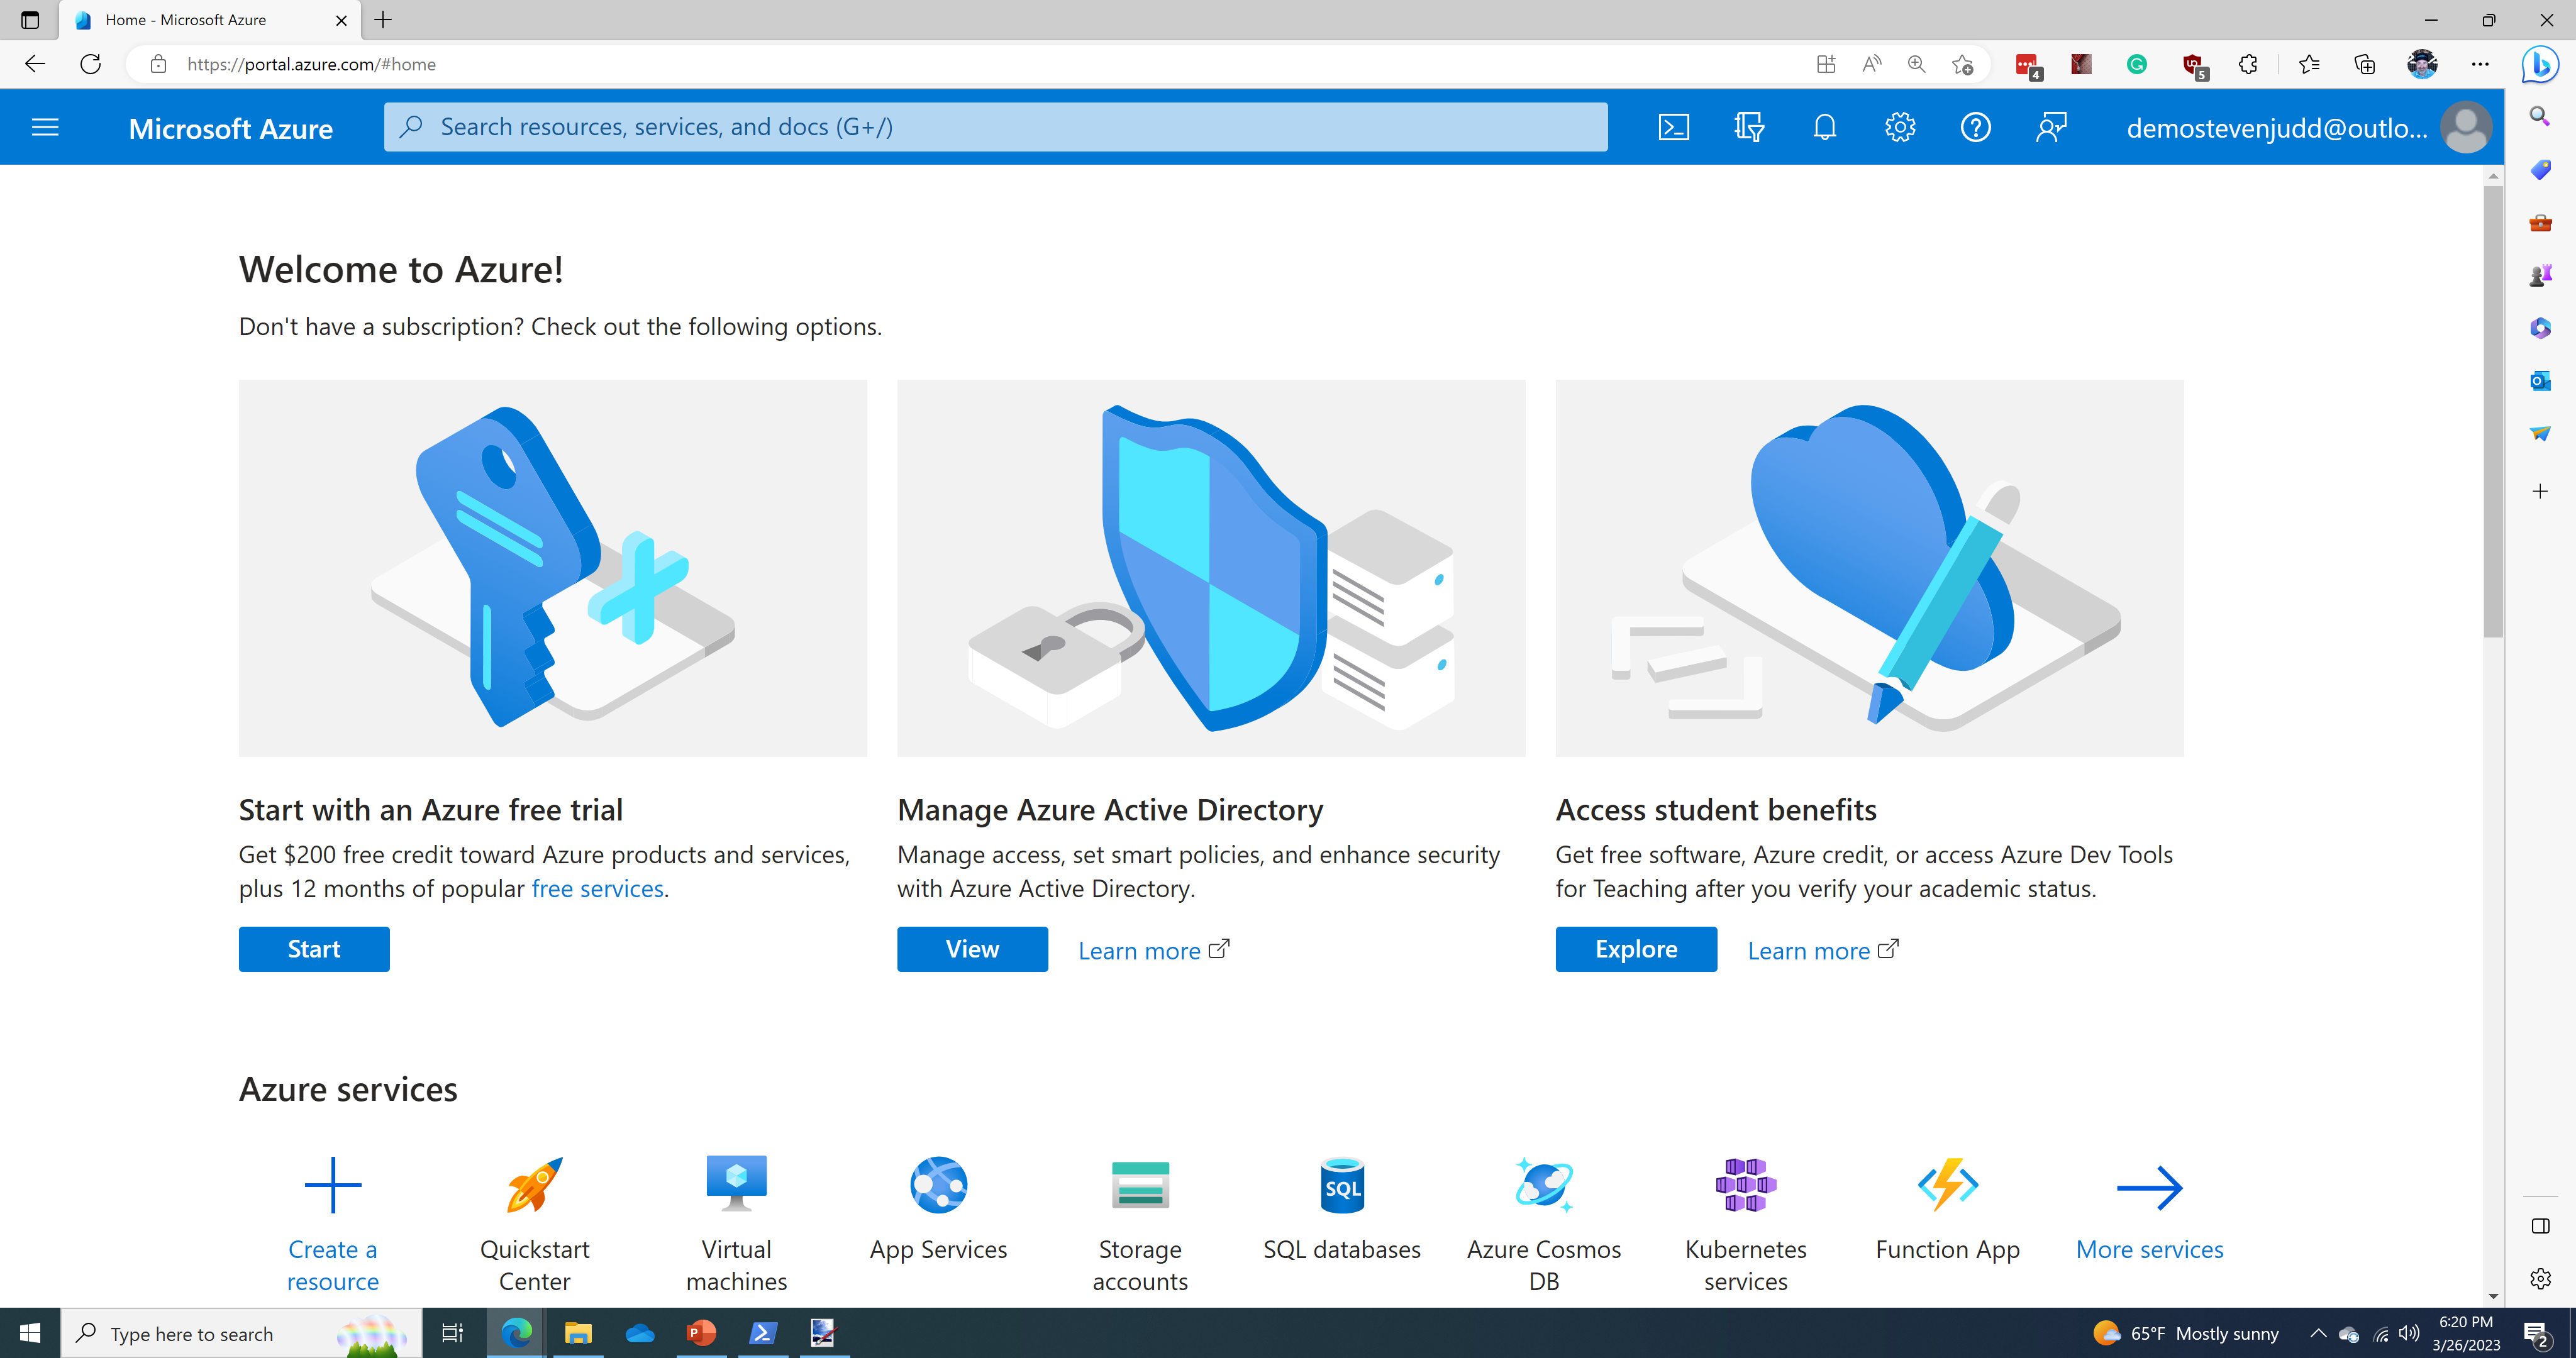 Home - Microsoft Azure
https://portal.azure.com/#home
4
5
Microsoft Azure
Search resources, services, and docs (G+/)
demostevenjudd@outlo...
Welcome to Azure!
Don't have a subscription? Check out the following options.
Start with an Azure free trial
Get $200 free credit toward Azure products and services,
plus 12 months of popular free services.
Start
Manage Azure Active Directory
Manage access, set smart policies, and enhance security
with Azure Active Directory.
View
Learn more
Access student benefits
Get free software, Azure credit, or access Azure Dev Tools
for Teaching after you verify your academic status.
Explore
Learn more
Azure services
Create a
resource
Quickstart
Center
Virtual
machines
App Services
Storage
accounts
SQL
SQL databases
Azure Cosmos
DB
Kubernetes
services
Function App
More services
Type here to search
65°F Mostly sunny
6:20 PM
3/26/2023
2